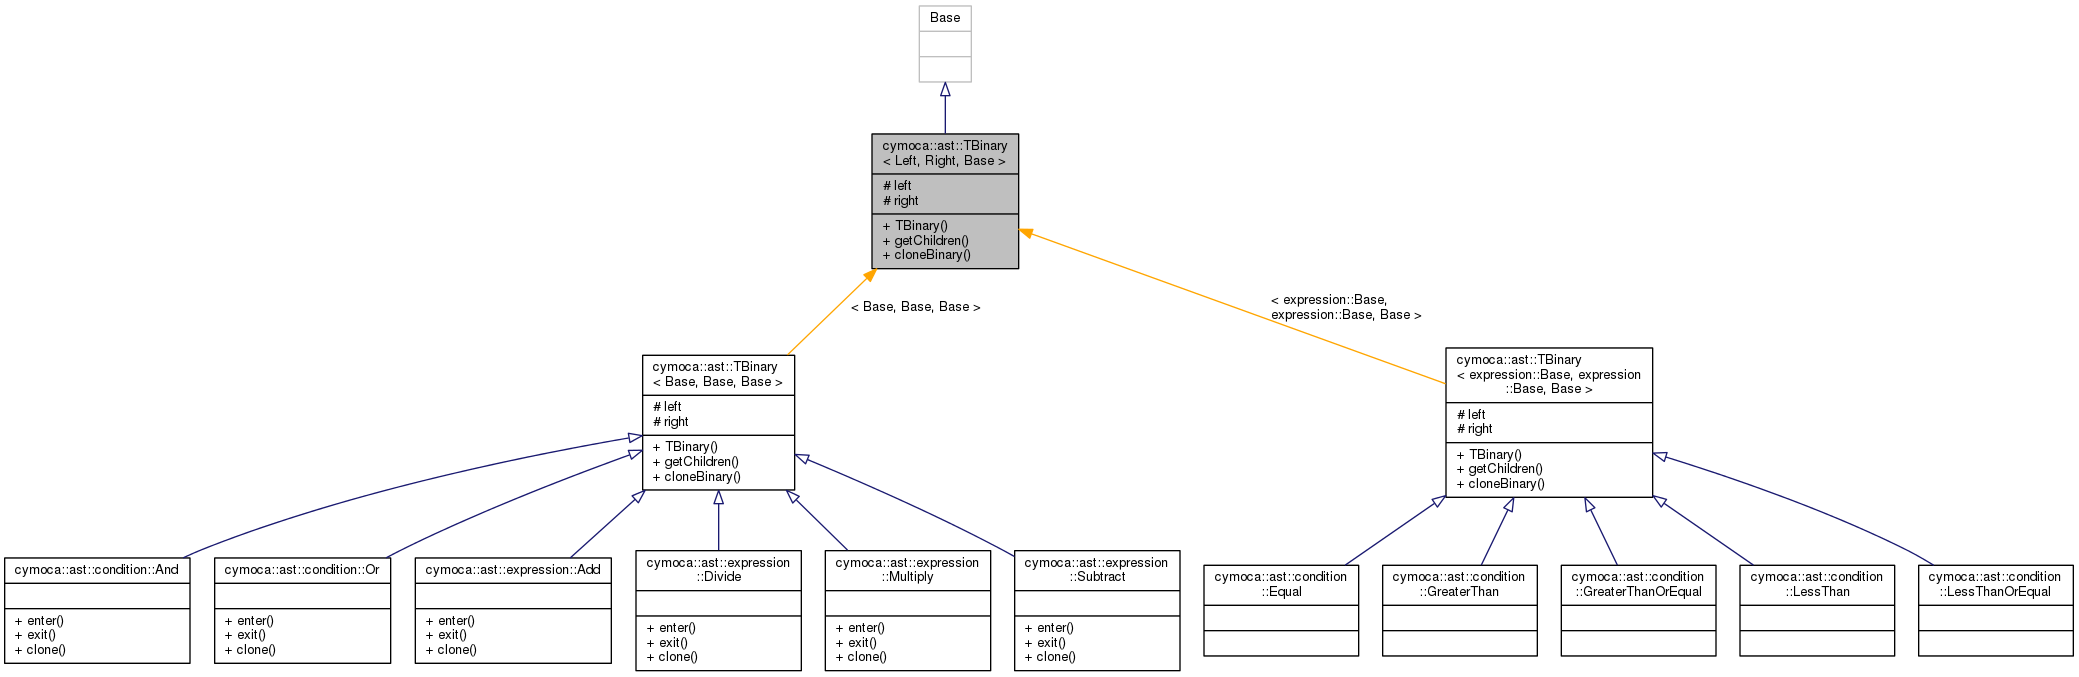 Base
cymoca::ast::TBinary
< Left, Right, Base >
# left
# right
+ TBinary()
+ getChildren()
+ cloneBinary()
< Base, Base, Base >
< expression::Base,
expression::Base, Base >
cymoca::ast::TBinary
< Base, Base, Base >
# left
# right
+ TBinary()
+ getChildren()
+ cloneBinary()
cymoca::ast::TBinary
< expression::Base, expression
::Base, Base >
# left
# right
+ TBinary()
+ getChildren()
+ cloneBinary()
cymoca::ast::condition::And
+ enter()
+ exit()
+ clone()
cymoca::ast::condition::Or
+ enter()
+ exit()
+ clone()
cymoca::ast::expression::Add
+ enter()
+ exit()
+ clone()
cymoca::ast::expression
::Divide
+ enter()
+ exit()
+ clone()
cymoca::ast::expression
::Multiply
+ enter()
+ exit()
+ clone()
cymoca::ast::expression
::Subtract
+ enter()
+ exit()
+ clone()
cymoca::ast::condition
::Equal
cymoca::ast::condition
::GreaterThan
cymoca::ast::condition
::GreaterThanOrEqual
cymoca::ast::condition
::LessThan
cymoca::ast::condition
::LessThanOrEqual